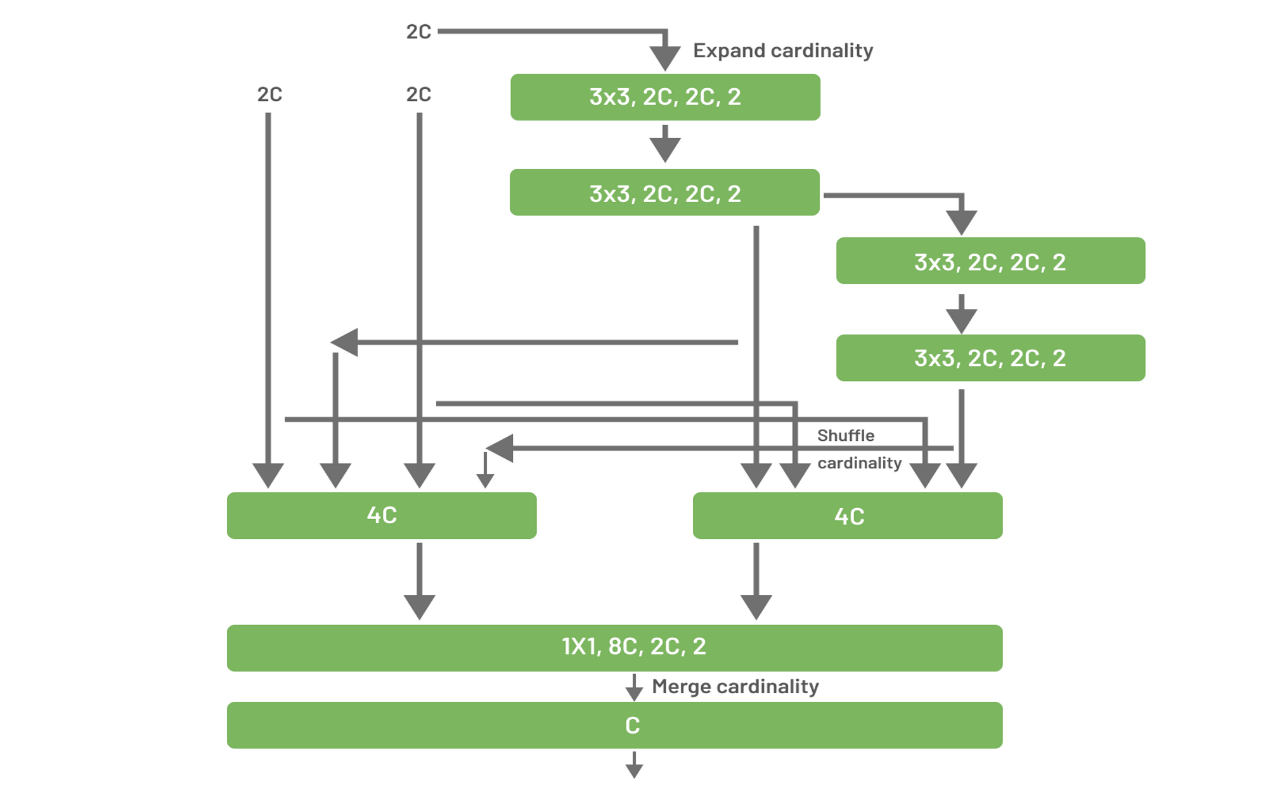 2C
Expand cardinality
2C
2C
3x3, 2C, 2C, 2
3x3, 2C, 2C, 2
3x3, 2C, 2C, 2
3x3, 2C, 2C, 2
Shuffle
cardinality
4C
4C
1X1, 8C, 2C, 2
Merge cardinality
C